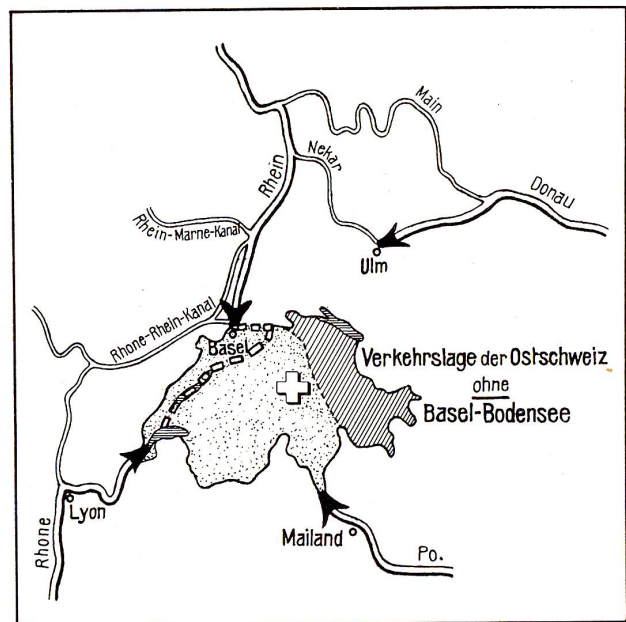 Main
Nekar
Rhein
Donau
Rhein-Marne-Kanal
Ulm
Rhone-Rhein-Kanal
Basel
Verkehrslage der Ostschweiz
ohne
Basel-Bodensee
Lyon
Rhone
Mailand
Po.